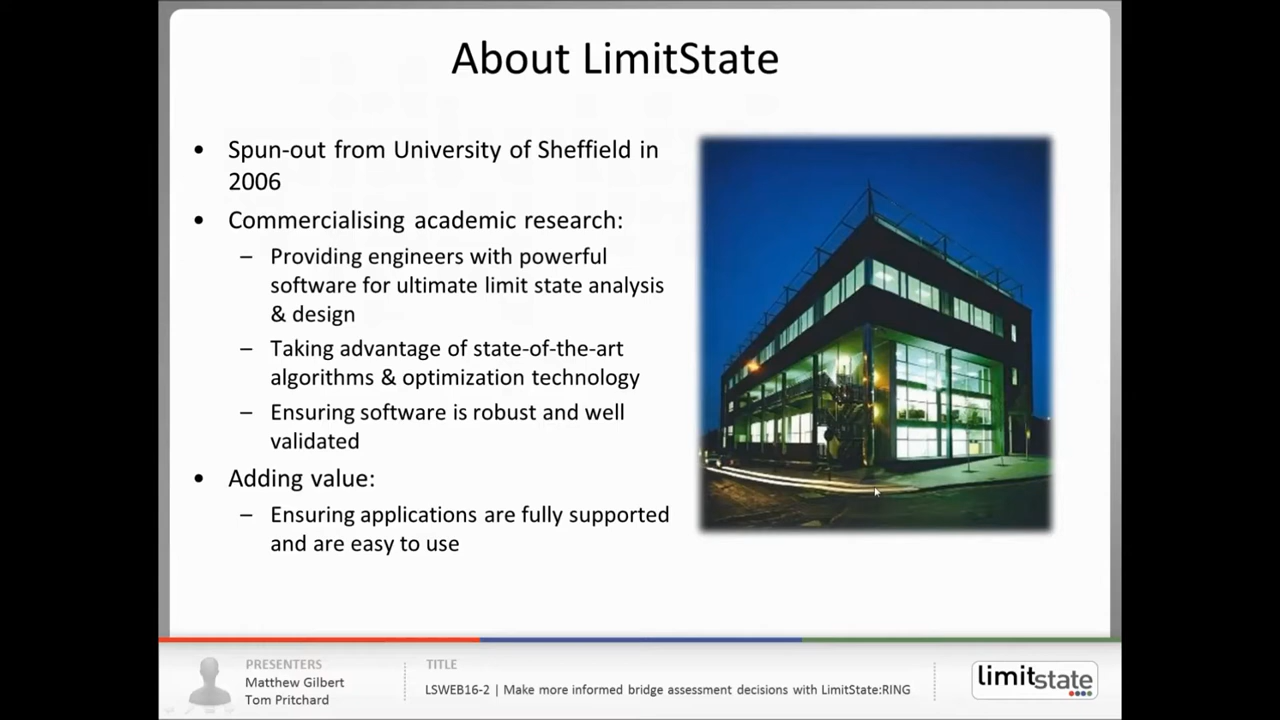 About LimitState
• Spun-out from University of Sheffield in
2006
• Commercialising academic research:
– Providing engineers with powerful
software for ultimate limit state analysis
& design
– Taking advantage of state-of-the-art
algorithms & optimization technology
– Ensuring software is robust and well
validated
• Adding value:
– Ensuring applications are fully supported
and are easy to use
PRESENTERS
Matthew Gilbert
Tom Pritchard
TITLE
LSWEB16-2 | Make more informed bridge assessment decisions with LimitState:RING
limitstate